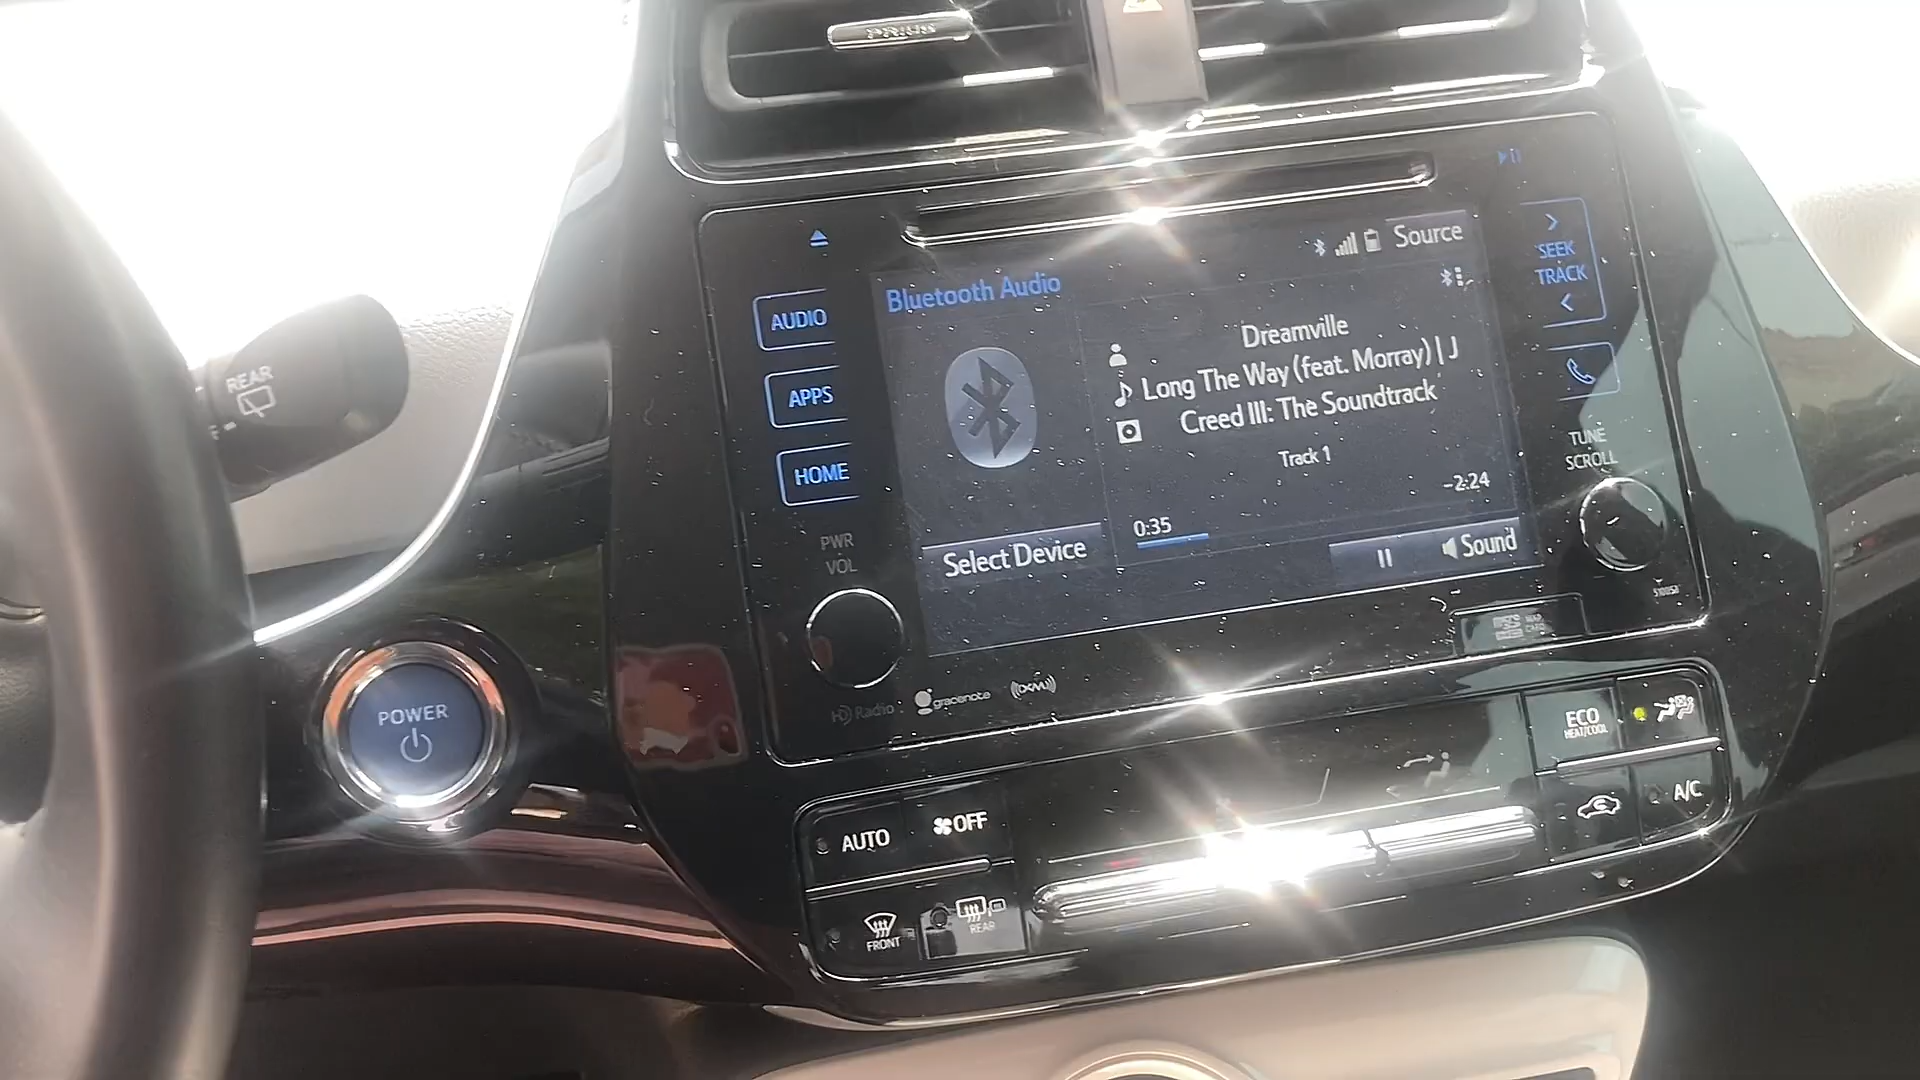 PRIUS
Source
Bluetooth Audio
SEEK
TRACK
AUDIO
Dreamville
Long The Way (feat. Morray) | J
APPS
Creed III: The Soundtrack
HOME
Track 1
TUNE
SCROLL
-2:24
0:35
PWR
VOL
Select Device
Sound
REAR
POWER
HD Radio
gracenote
((XM))
ECO
HEAT/COOL
A/C
AUTO
OFF
FRONT
REAR